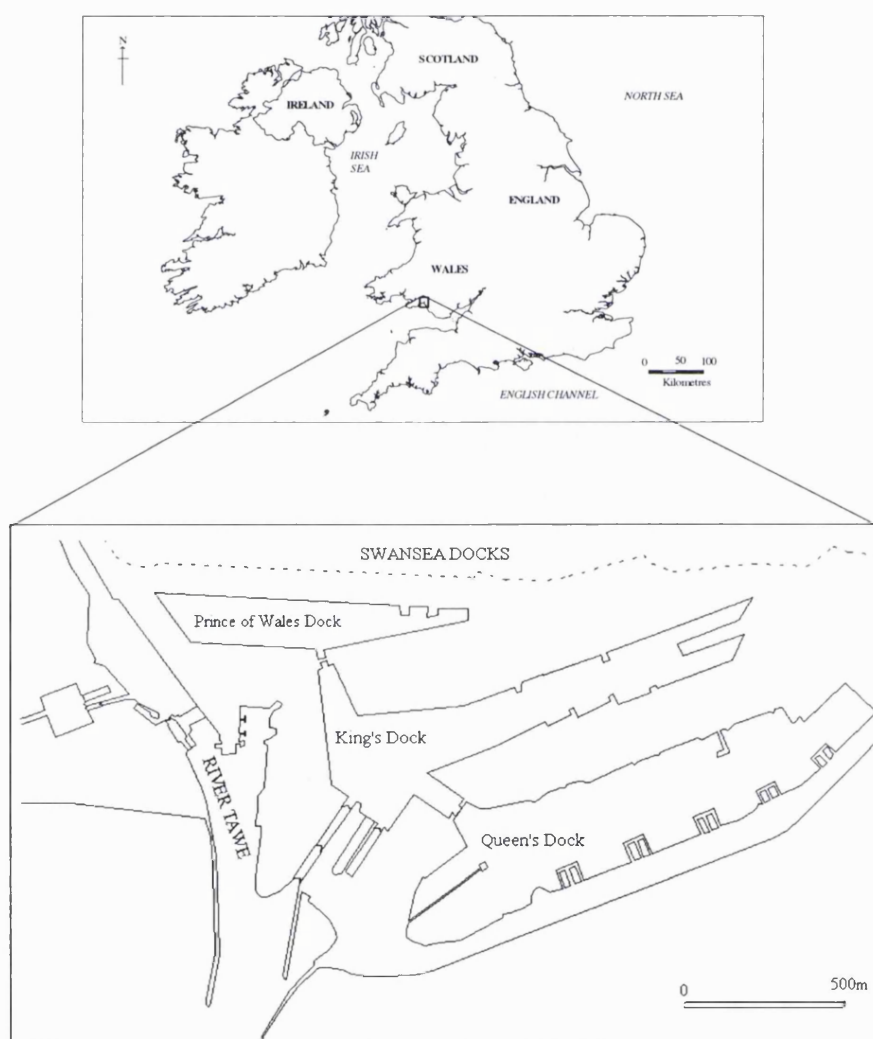 N
SCOTLAND
NORTH SEA
IRELAND
IRISH
SEA
ENGLAND
WALES
0 50 100
Kilometres
ENGLISH CHANNEL
SWANSEA DOCKS
Prince of Wales Dock
King's Dock
RIVER TAWE
Queen's Dock
0 500m